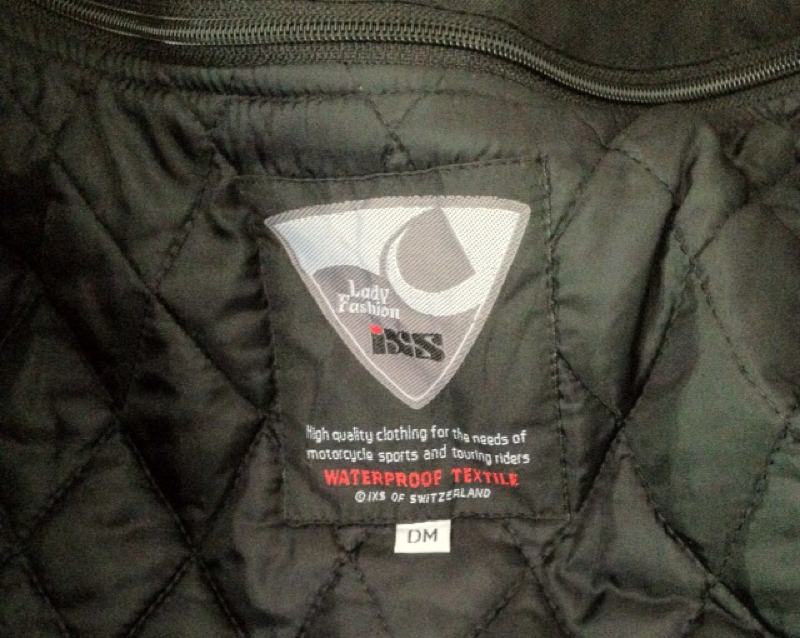 Lady
Fashion
iXS
High quality clothing for the needs of
motorcycle sports and touring riders
WATERPROOF TEXTILE
© IXS OF SWITZERLAND
DM